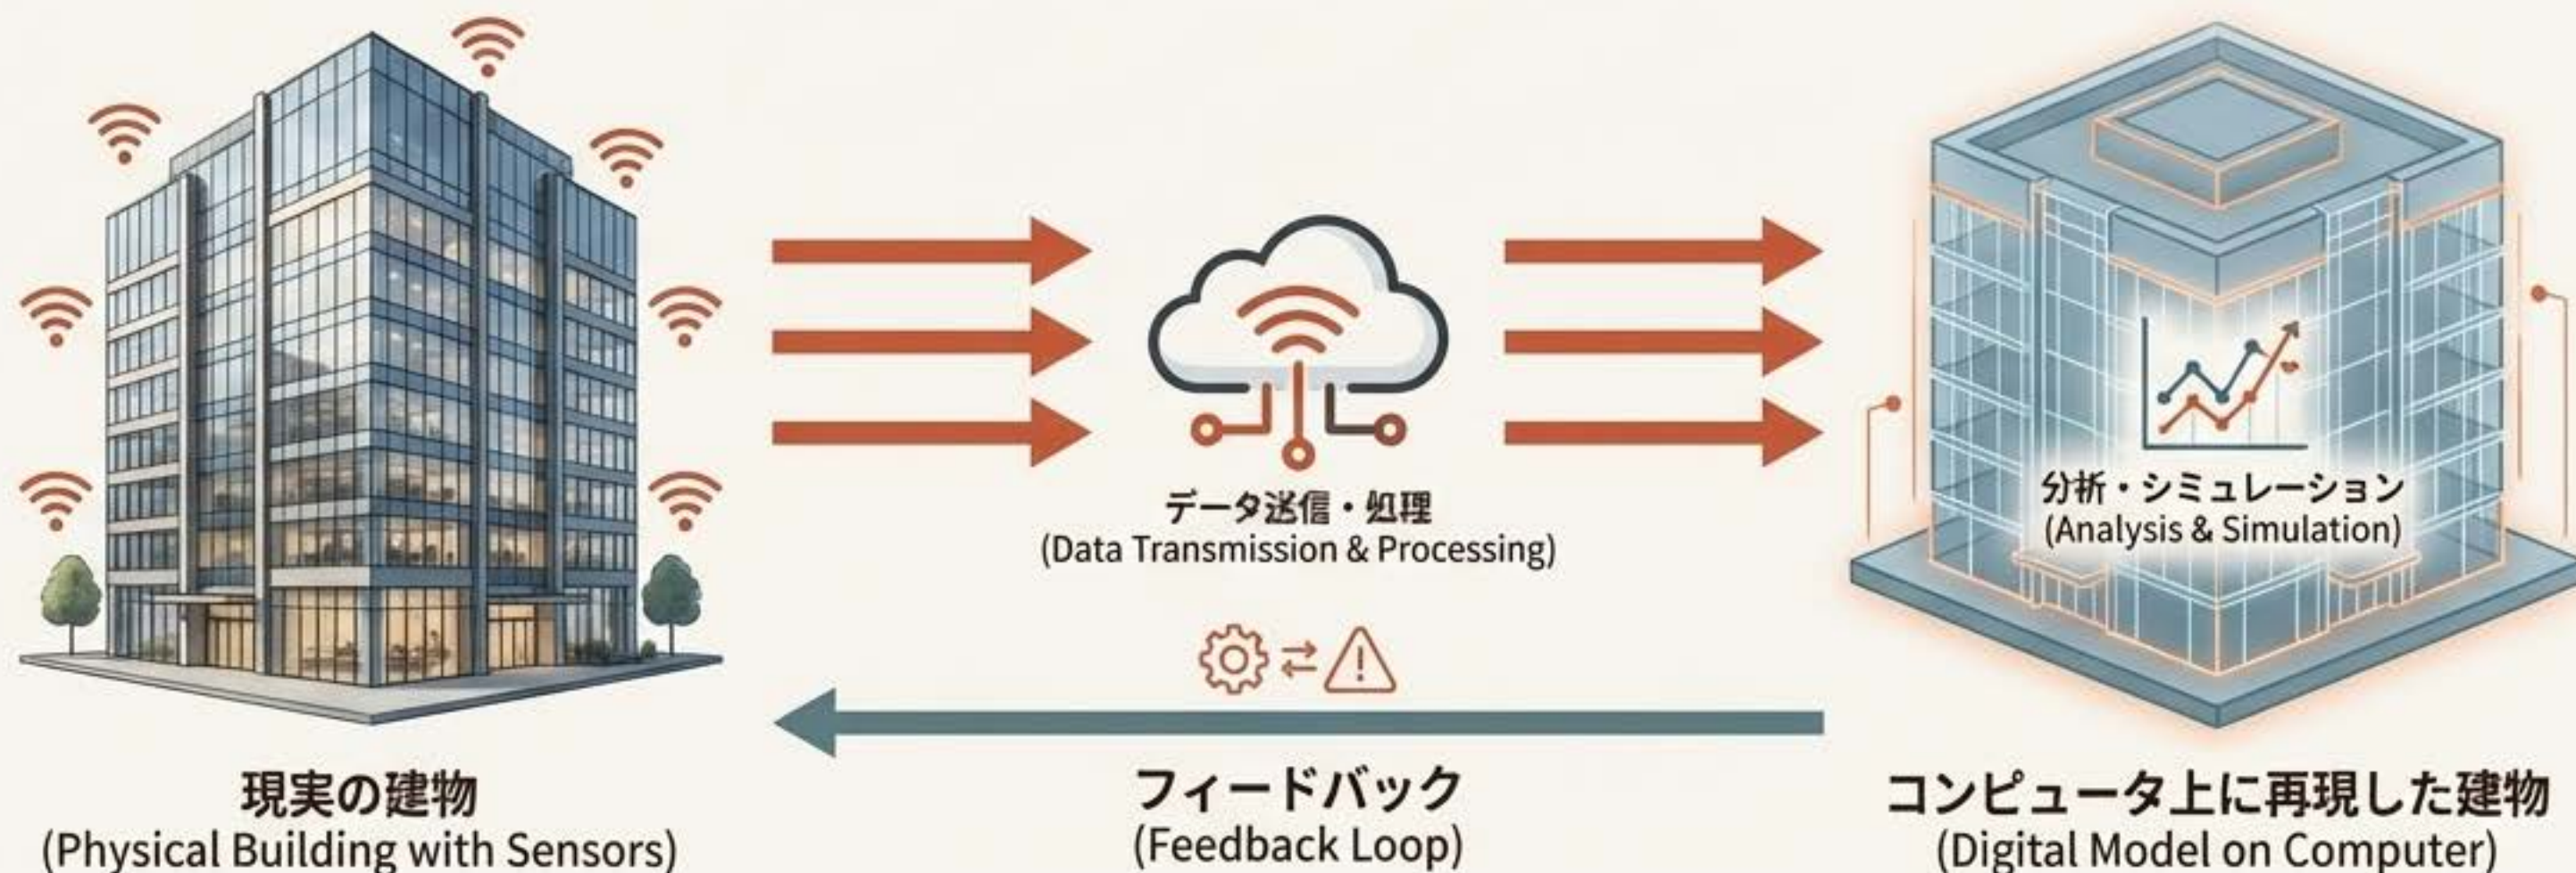 データ送信・処理
(Data Transmission & Processing)
分析・シミュレーション
(Analysis & Simulation)
現実の建物
(Physical Building with Sensors)
フィードバック
(Feedback Loop)
コンピュータ上に再現した建物
(Digital Model on Computer)